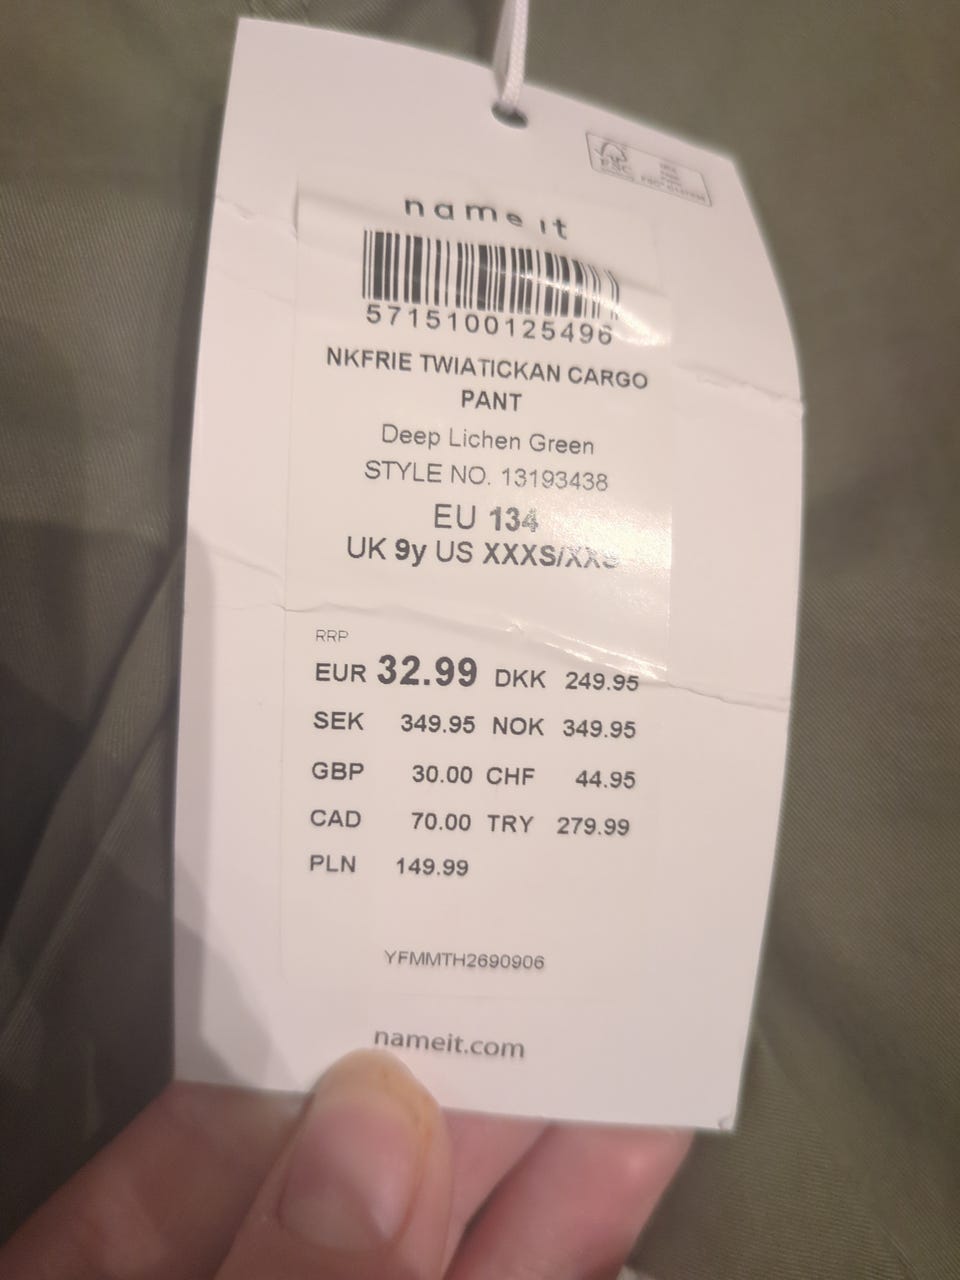 FSC
name it
5715100125496
NKFRIE TWIATICKAN CARGO
PANT
Deep Lichen Green
STYLE NO. 13193438
EU 134
UK 9y US XXXS/XXS
RRP
EUR 32.99 DKK 249.95
SEK 349.95 NOK 349.95
GBP 30.00 CHF 44.95
CAD 70.00 TRY 279.99
PLN 149.99
YFMMTH2690906
nameit.com